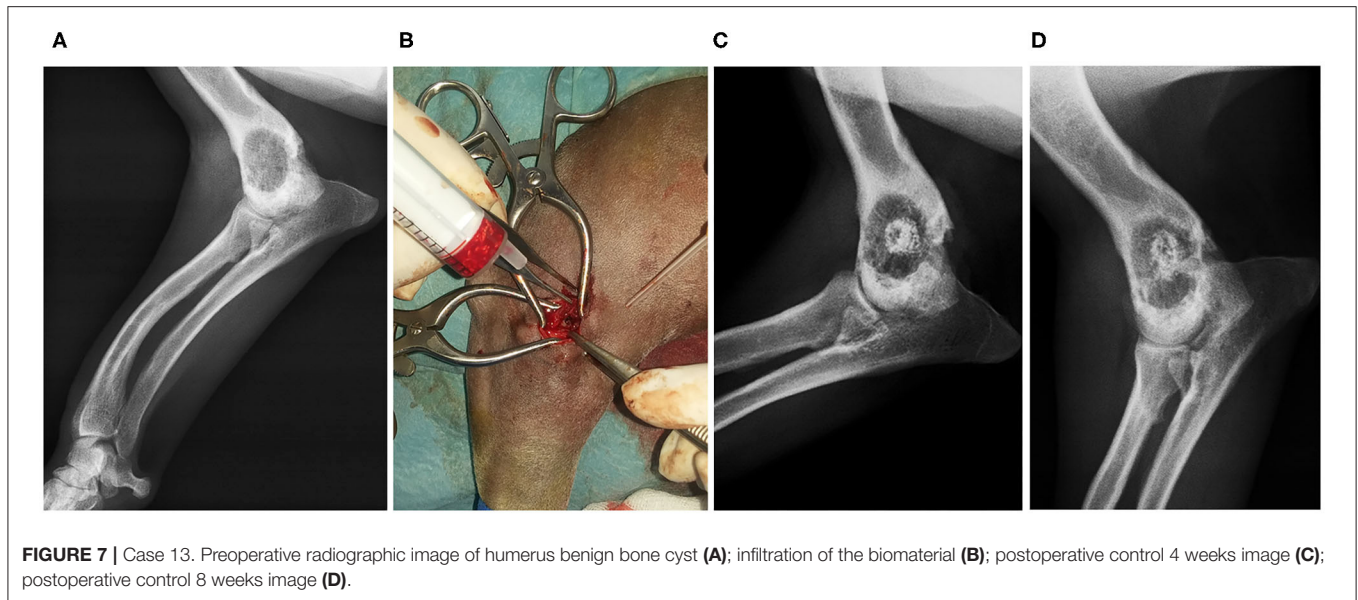 A B C D
FIGURE 7 | Case 13. Preoperative radiographic image of humerus benign bone cyst (A); infiltration of the biomaterial (B); postoperative control 4 weeks image (C);
postoperative control 8 weeks image (D).